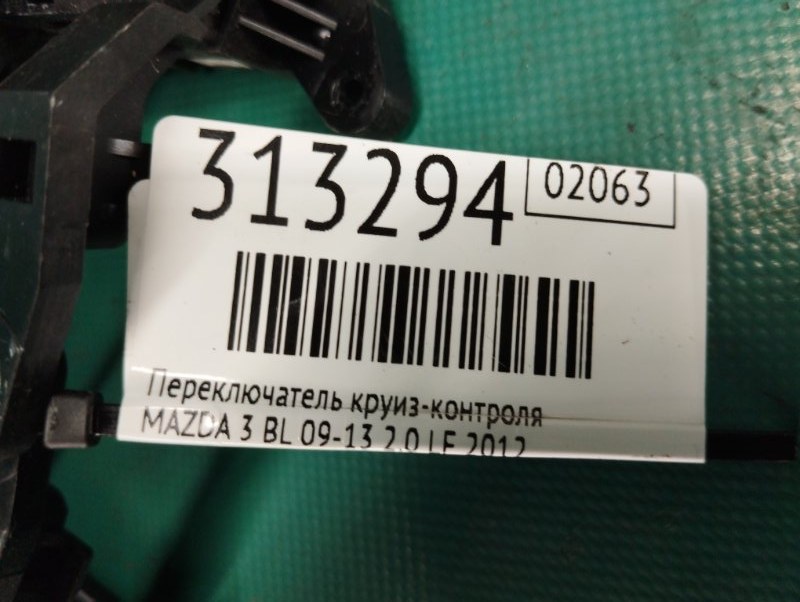 313294
02063
Переключатель круиз-контроля
MAZDA 3 BL 09-13 2.0 LF 2012